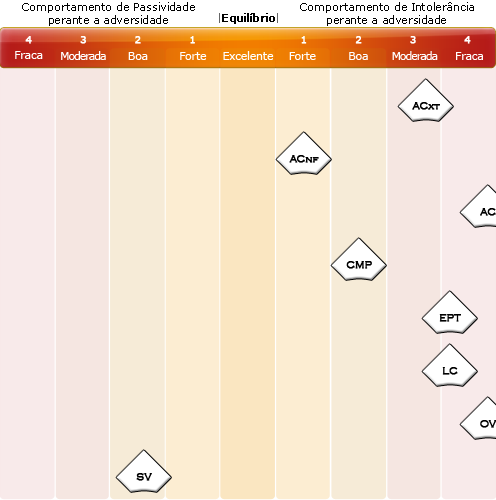 Comportamento de Passividade
perante a adversidade
|Equilíbrio|
Comportamento de Intolerância
perante a adversidade
4 3 2 1 1 2 3 4
Fraca Moderada Boa Forte Excelente Forte Boa Moderada Fraca
ACXT
ACNF
AC
CMP
EPT
LC
OV
SV